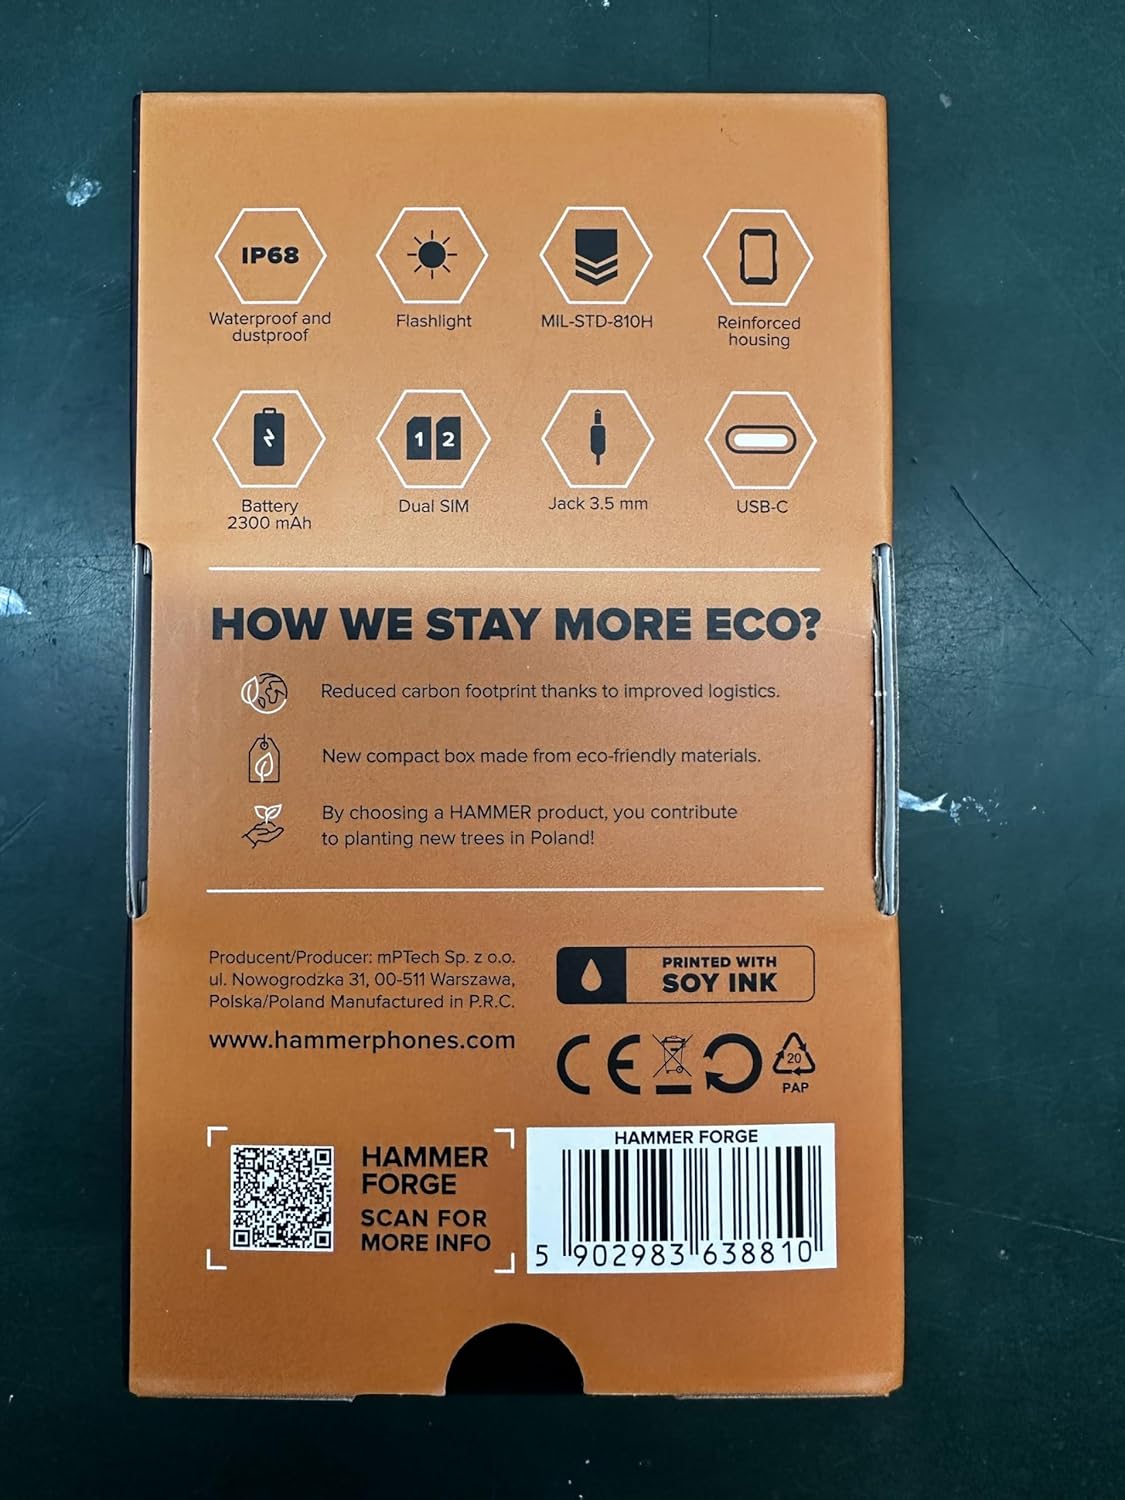 IP68
Waterproof and
dustproof
Flashlight
MIL-STD-810H
Reinforced
housing
Battery
2300 mAh
1 2
Dual SIM
Jack 3.5 mm
USB-C
HOW WE STAY MORE ECO?
Reduced carbon footprint thanks to improved logistics.
New compact box made from eco-friendly materials.
By choosing a HAMMER product, you contribute
to planting new trees in Poland!
Producent/Producer: mPTech Sp. z o.o.
ul. Nowogrodzka 31, 00-511 Warszawa,
Polska/Poland Manufactured in P.R.C.
www.hammerphones.com
PRINTED WITH
SOY INK
CE
20
PAP
HAMMER
FORGE
SCAN FOR
MORE INFO
HAMMER FORGE
5 902983 638810